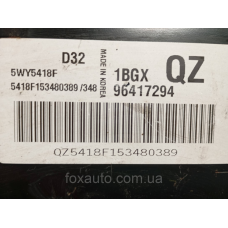 D32
5WY5418F
5418F153480389 /348
MADE IN KOREA
1BGX QZ
96417294
QZ5418F153480389
foxauto.com.ua